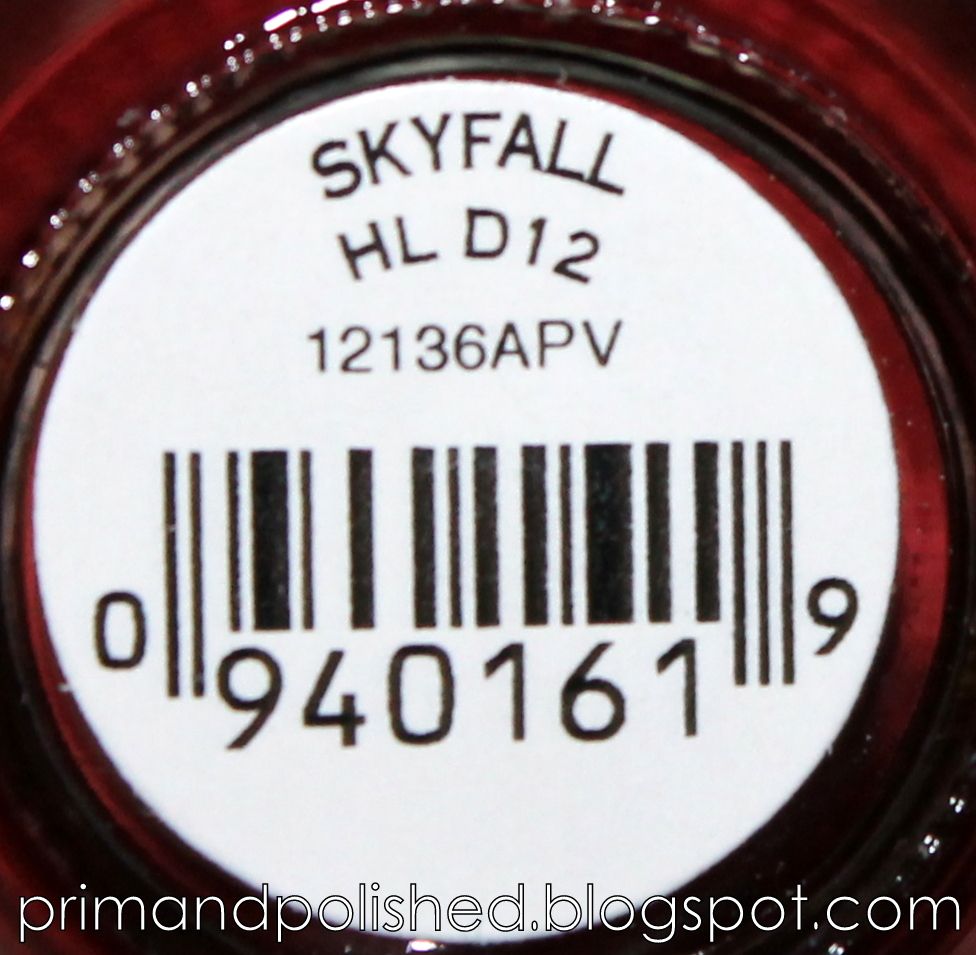 SKYFALL
HL D12
12136APV
0 940161 9
primandpolished.blogspot.com